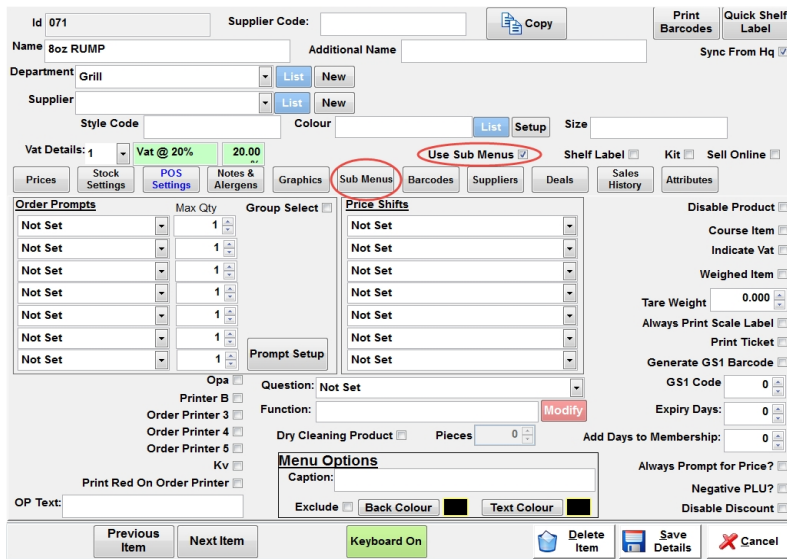 Id 071 Supplier Code: Copy Print Barcodes Quick Shelf Label
Name 8oz RUMP Additional Name Sync From Hq
Department Grill List New
Supplier List New
Style Code Colour List Setup Size
Vat Details: 1 Vat @ 20% 20.00 Use Sub Menus Shelf Label Kit Sell Online
Prices Stock Settings POS Settings Notes & Alergens Graphics Sub Menus Barcodes Suppliers Deals Sales History Attributes
Order Prompts Max Qty Group Select Price Shifts Disable Product
Not Set 1 Not Set Course Item
Not Set 1 Not Set Indicate Vat
Not Set 1 Not Set Weighed Item
Not Set 1 Not Set Tare Weight 0.000
Not Set 1 Not Set Always Print Scale Label
Not Set 1 Not Set Print Ticket
Not Set 1 Prompt Setup Not Set Generate GS1 Barcode
Opa Question: Not Set GS1 Code 0
Printer B
Order Printer 3 Function: Modify Expiry Days: 0
Order Printer 4 Dry Cleaning Product Pieces 0 Add Days to Membership: 0
Order Printer 5
Kv Menu Options Always Prompt for Price?
Print Red On Order Printer Caption: Negative PLU?
OP Text: Exclude Back Colour Text Colour Disable Discount
Previous Item Next Item Keyboard On Delete Item Save Details Cancel